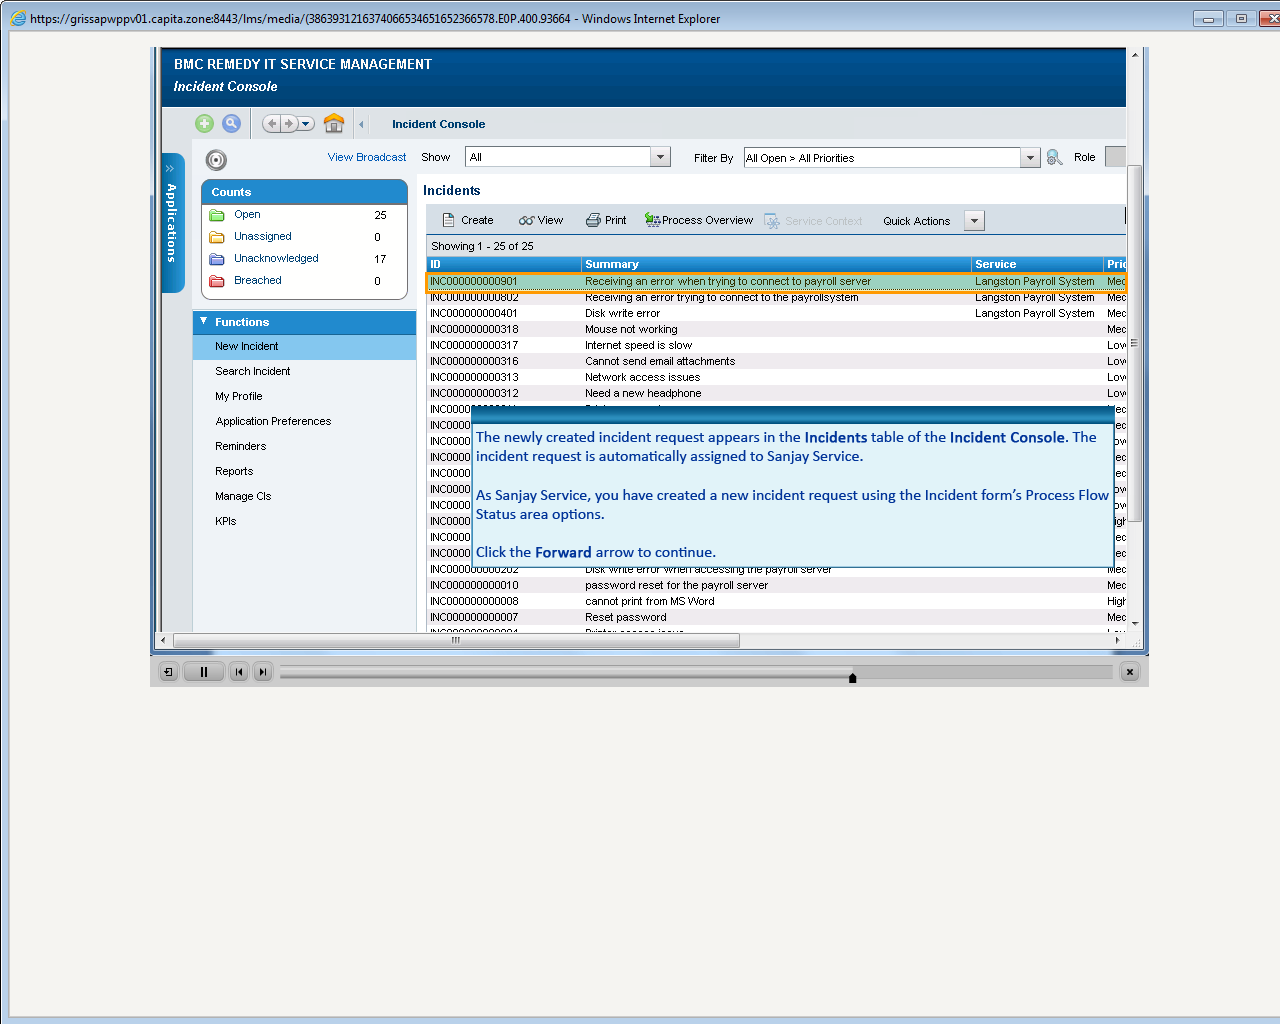 https://grissapwppv01.capita.zone:8443/lms/media/(3863931216374066534651652366578.E0P.400.93664 - Windows Internet Explorer
BMC REMEDY IT SERVICE MANAGEMENT
Incident Console
Incident Console
View Broadcast Show All Filter By All Open > All Priorities Role
Applications
Counts
Open 25
Unassigned 0
Unacknowledged 17
Breached 0
Functions
New Incident
Search Incident
My Profile
Application Preferences
Reminders
Reports
Manage CIs
KPIs
Incidents
Create View Print Process Overview Service Context Quick Actions
Showing 1 - 25 of 25
ID Summary Service
INC000000000901 Receiving an error when trying to connect to payroll server Langston Payroll System
INC000000000802 Receiving an error trying to connect to the payrollsystem Langston Payroll System
INC000000000401 Disk write error Langston Payroll System
INC000000000318 Mouse not working
INC000000000317 Internet speed is slow
INC000000000316 Cannot send email attachments
INC000000000313 Network access issues
INC000000000312 Need a new headphone
The newly created incident request appears in the Incidents table of the Incident Console. The
incident request is automatically assigned to Sanjay Service.
As Sanjay Service, you have created a new incident request using the Incident form's Process Flow
Status area options.
Click the Forward arrow to continue.
INC000000000202 Disk write error when accessing the payroll server
INC000000000010 password reset for the payroll server
INC000000000008 cannot print from MS Word High
INC000000000007 Reset password